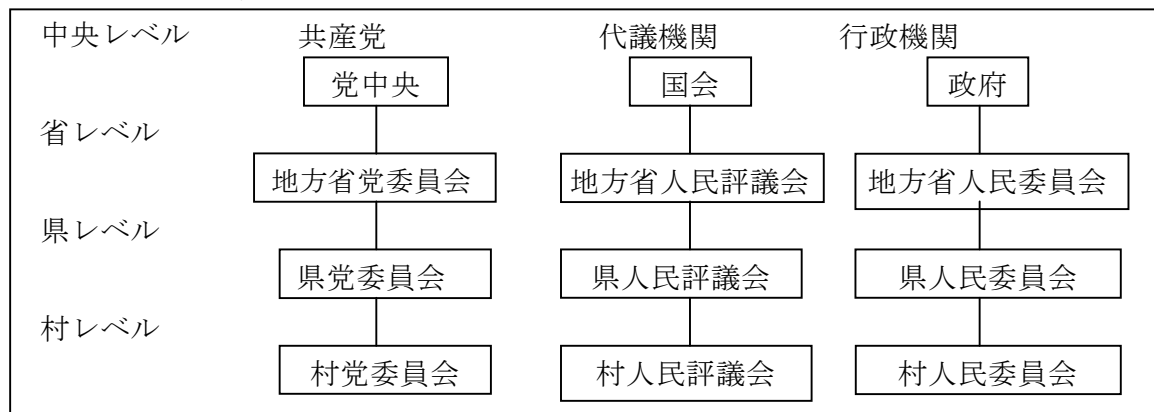 中央レベル 共産党 代議機関 行政機関
党中央 国会 政府
省レベル
地方省党委員会 地方省人民評議会 地方省人民委員会
県レベル
県党委員会 県人民評議会 県人民委員会
村レベル
村党委員会 村人民評議会 村人民委員会